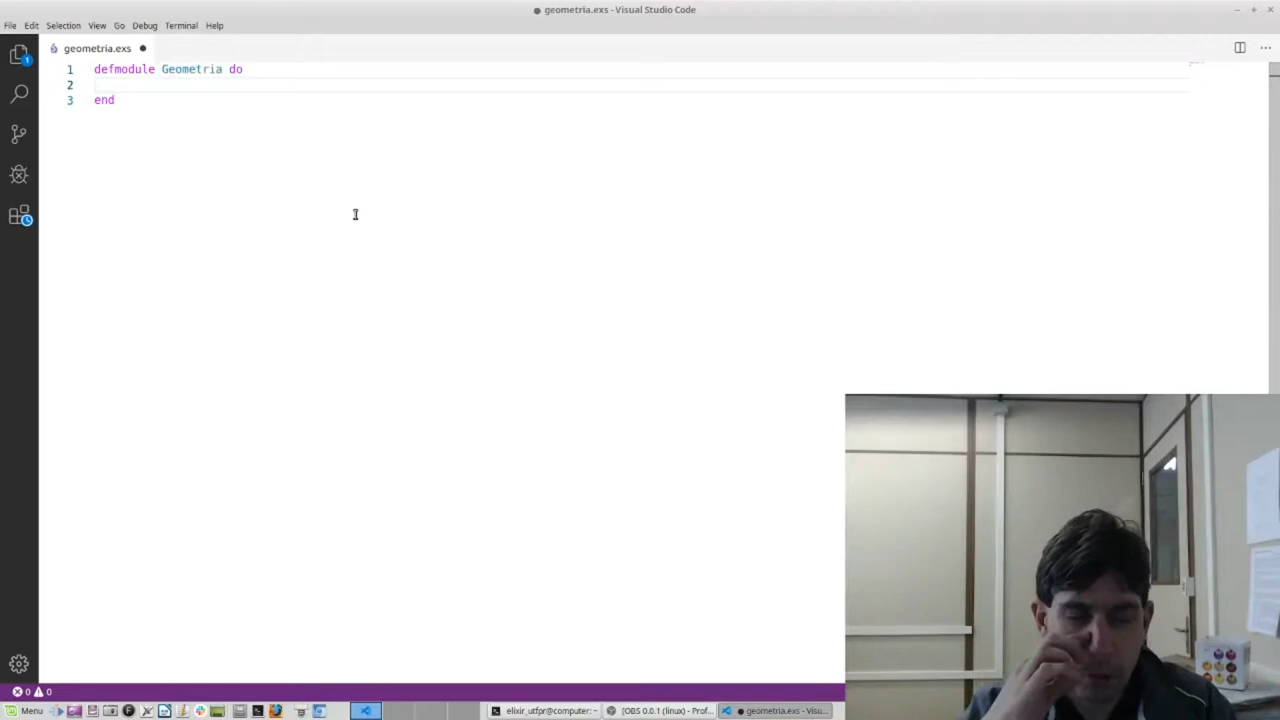 geometria.exs - Visual Studio Code
File Edit Selection View Go Debug Terminal Help
geometria.exs
1 defmodule Geometria do
2
3 end
1
0 0
Menu
elixir_utfpr@computer: ~
[OBS 0.0.1 (linux) - Prof...
geometria.exs - Visu...